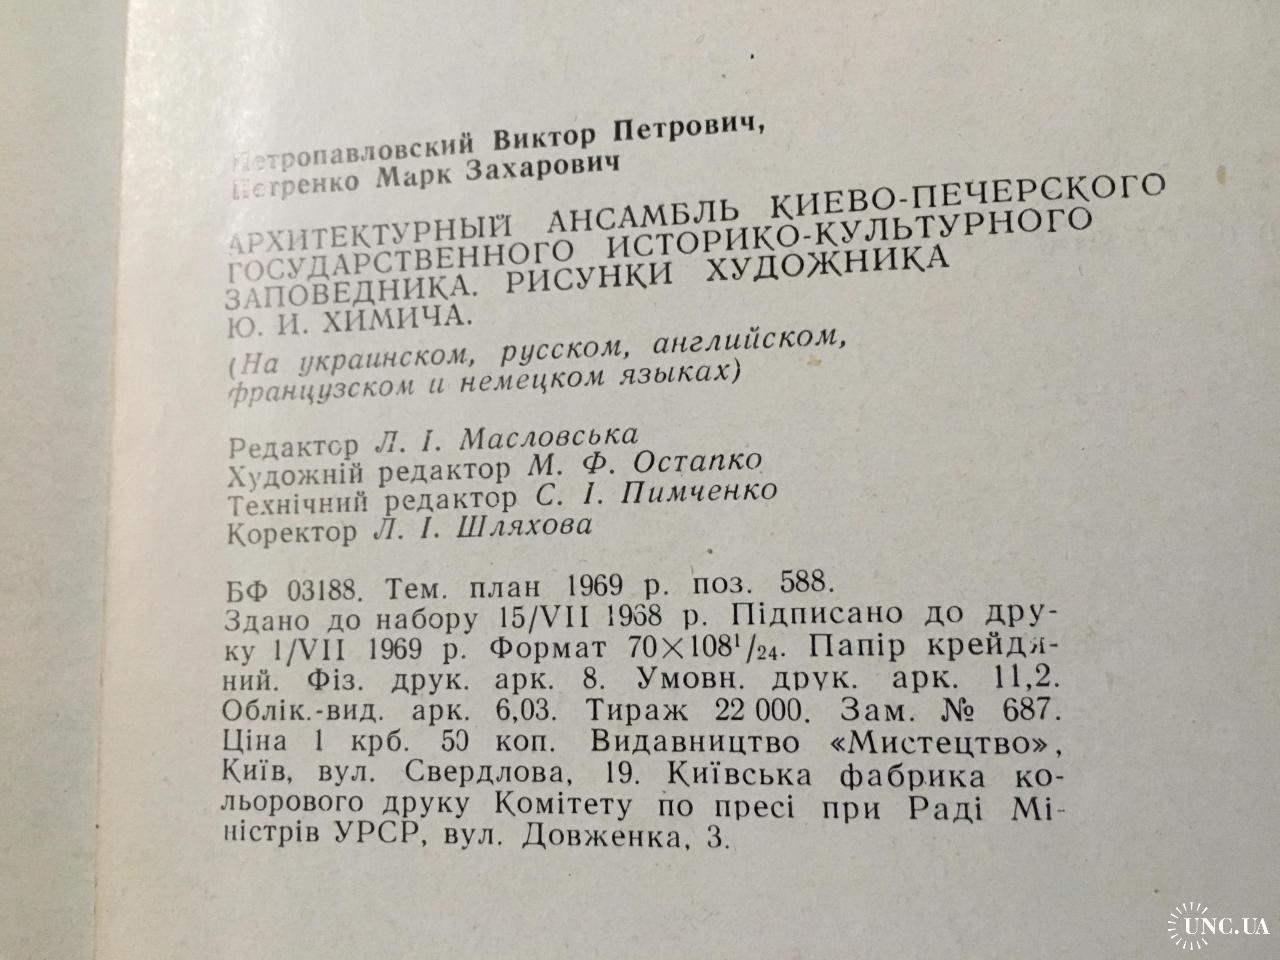 Петропавловский Виктор Петрович,
Петренко Марк Захарович
АРХИТЕКТУРНЫЙ АНСАМБЛЬ КИЕВО-ПЕЧЕРСКОГО
ГОСУДАРСТВЕННОГО ИСТОРИКО-КУЛЬТУРНОГО
ЗАПОВЕДНИКА. РИСУНКИ ХУДОЖНИКА
Ю. И. ХИМИЧА.
(На украинском, русском, английском,
французском и немецком языках)
Редактор Л. І. Масловська
Художній редактор М. Ф. Остапко
Технічний редактор С. І. Пимченко
Коректор Л. І. Шляхова
БФ 03188. Тем. план 1969 р. поз. 588.
Здано до набору 15/VII 1968 р. Підписано до дру-
ку 1/VII 1969 р. Формат 70×108¹/₂₄. Папір крейдя-
ний. Фіз. друк. арк. 8. Умовн. друк. арк. 11,2.
Облік.-вид. арк. 6,03. Тираж 22 000. Зам. № 687.
Ціна 1 крб. 50 коп. Видавництво «Мистецтво»,
Київ, вул. Свердлова, 19. Київська фабрика ко-
льорового друку Комітету по пресі при Раді Мі-
ністрів УРСР, вул. Довженка, 3.
UNC.UA